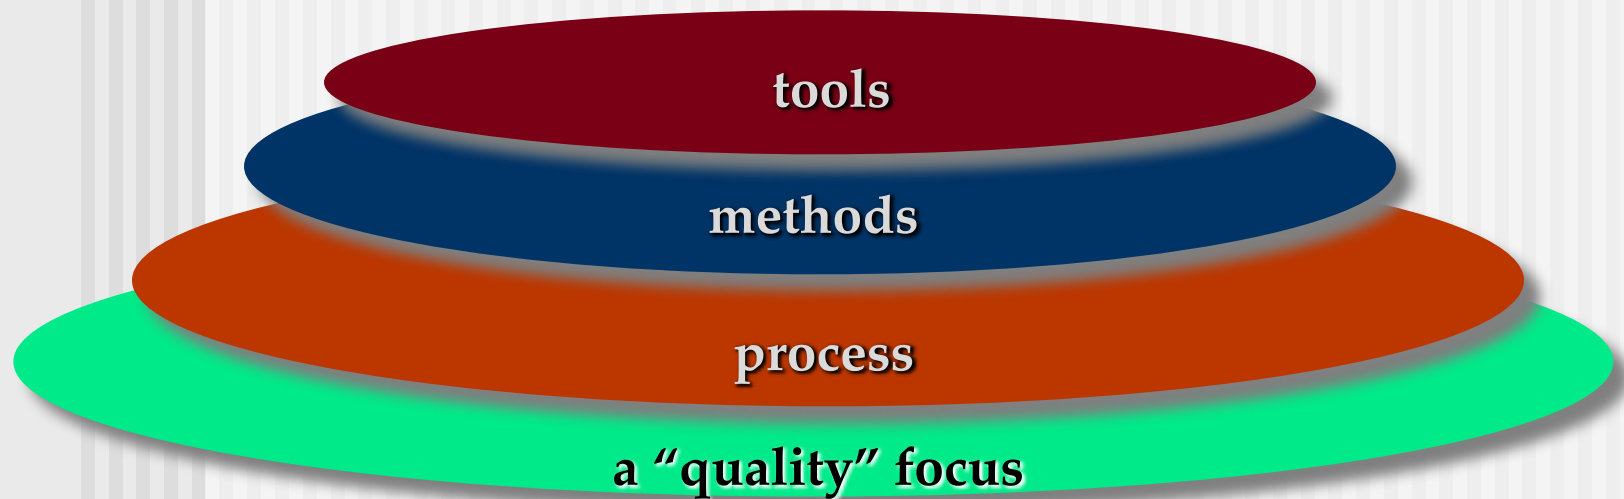 tools
methods
process
a “quality” focus